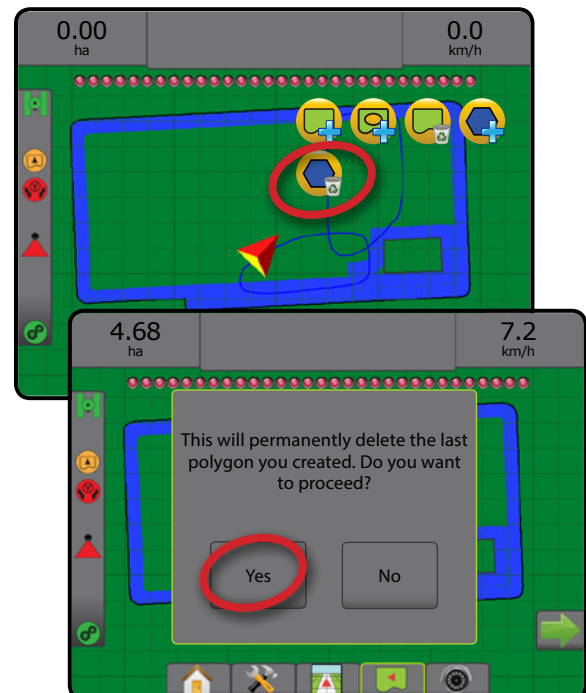 0.00
ha
0.0
km/h
4.68
ha
7.2
km/h
This will permanently delete the last
polygon you created. Do you want
to proceed?
Yes
No